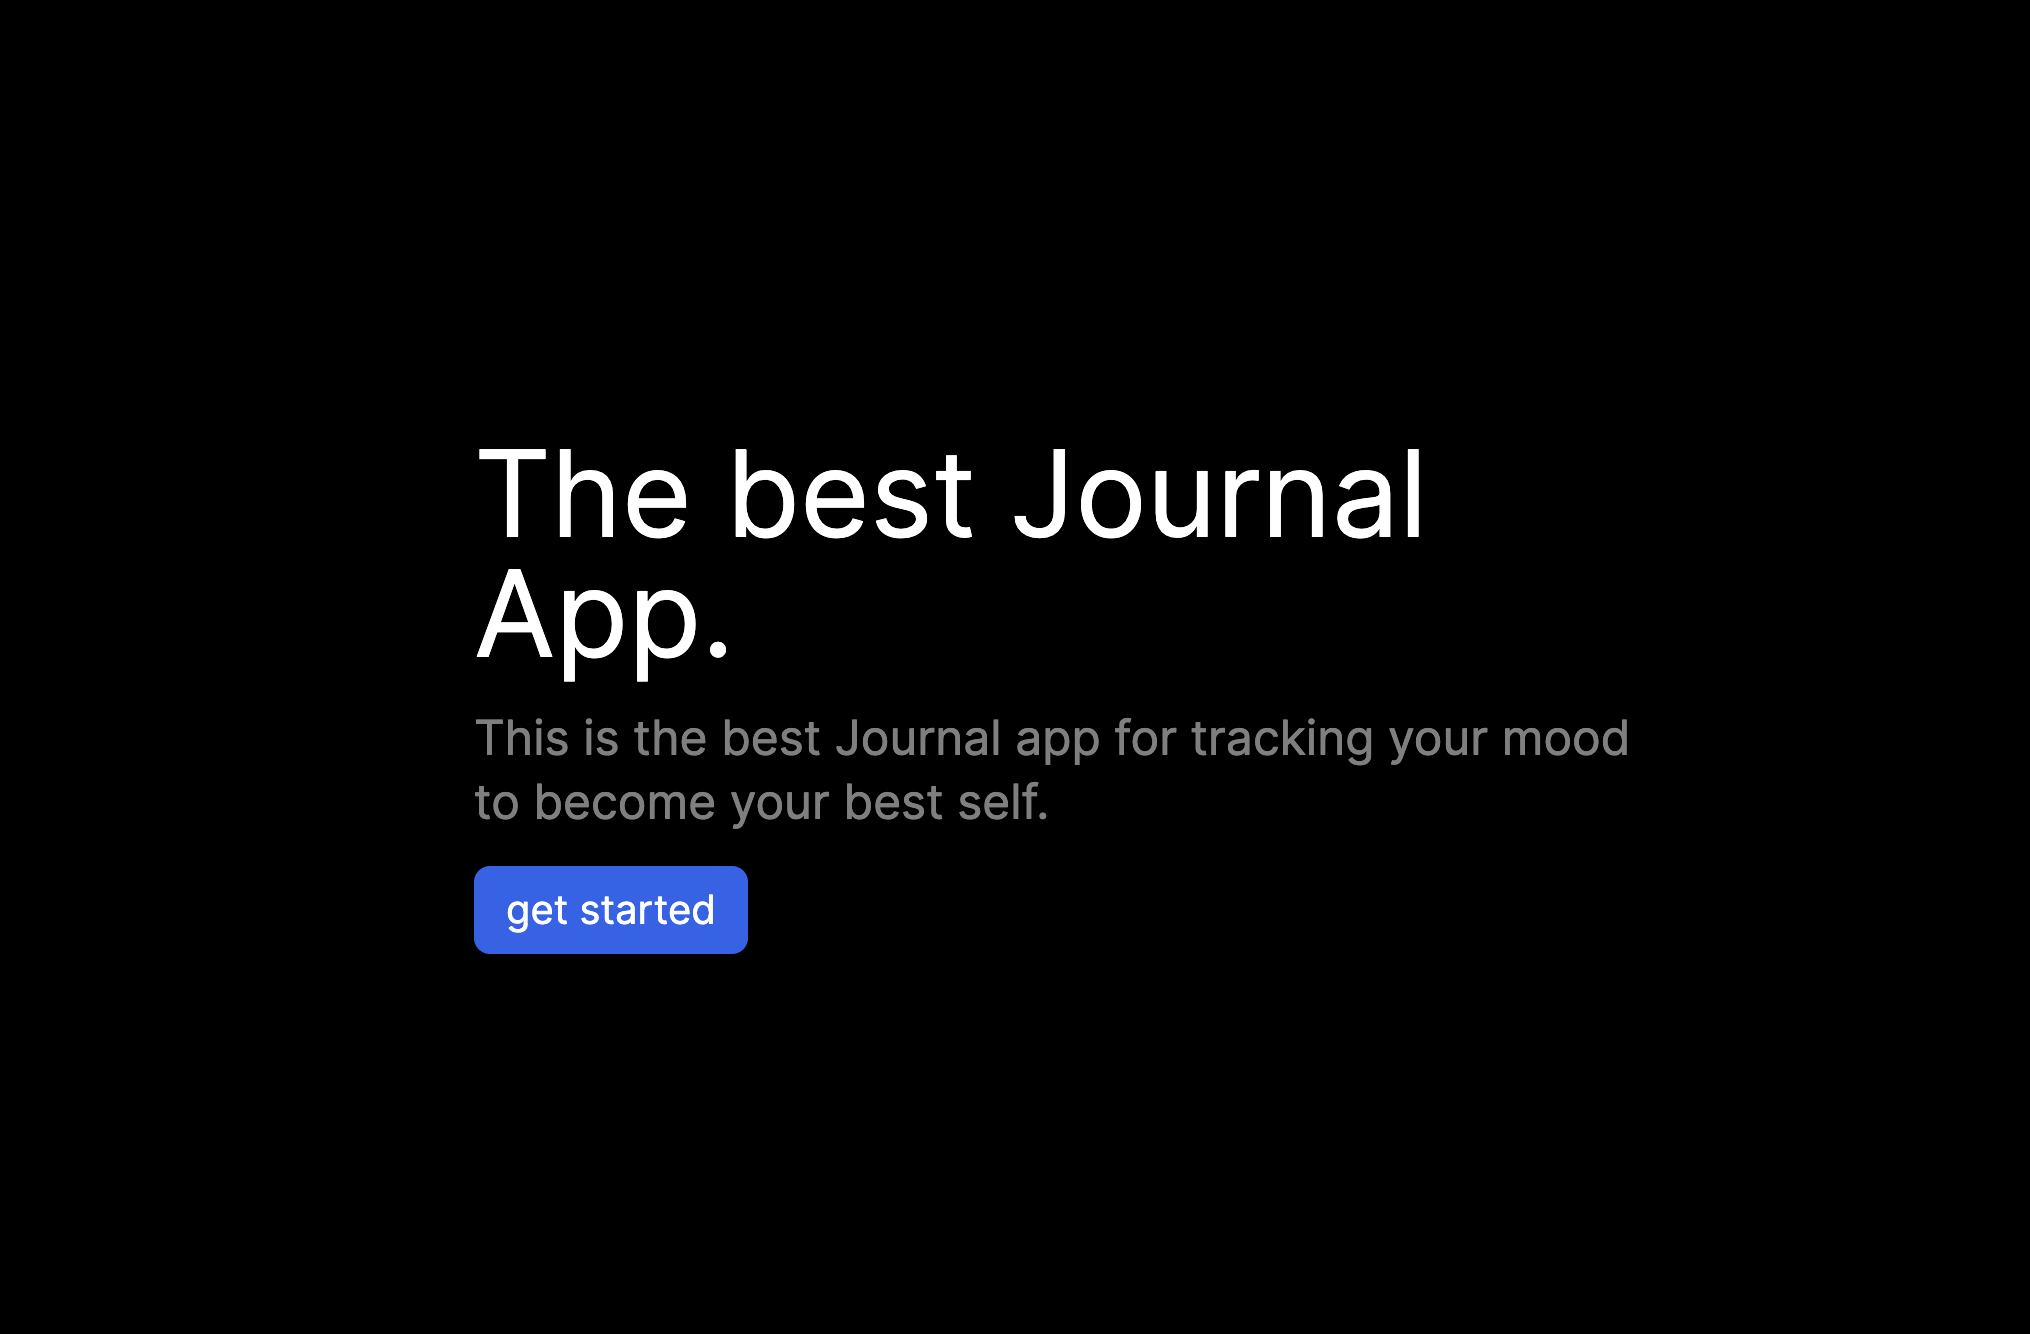 The best Journal
App.
This is the best Journal app for tracking your mood
to become your best self.
get started